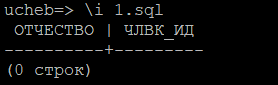 ucheb=> \i 1.sql
 ОТЧЕСТВО | ЧЛВК_ИД
----------+---------
(0 строк)